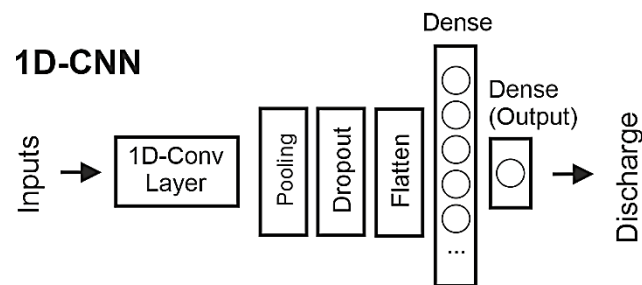 1D-CNN
Inputs
1D-Conv
Layer
Pooling
Dropout
Flatten
Dense
...
Dense
(Output)
Discharge